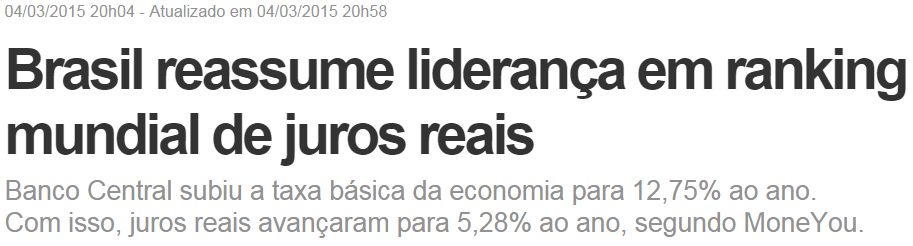 04/03/2015 20h04 - Atualizado em 04/03/2015 20h58
Brasil reassume liderança em ranking
mundial de juros reais
Banco Central subiu a taxa básica da economia para 12,75% ao ano.
Com isso, juros reais avançaram para 5,28% ao ano, segundo MoneYou.